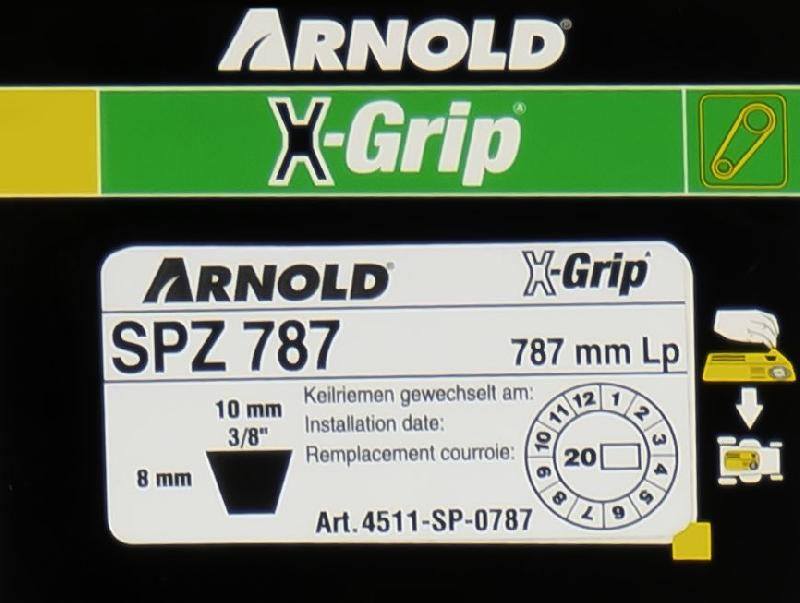 ARNOLD®
X-Grip®
ARNOLD® X-Grip
SPZ 787 787 mm Lp
Keilriemen gewechselt am:
10 mm
3/8"
Installation date:
Remplacement courroie:
8 mm
12 1 2 3 4 5 6 7 8 9 10 11
20
Art. 4511-SP-0787